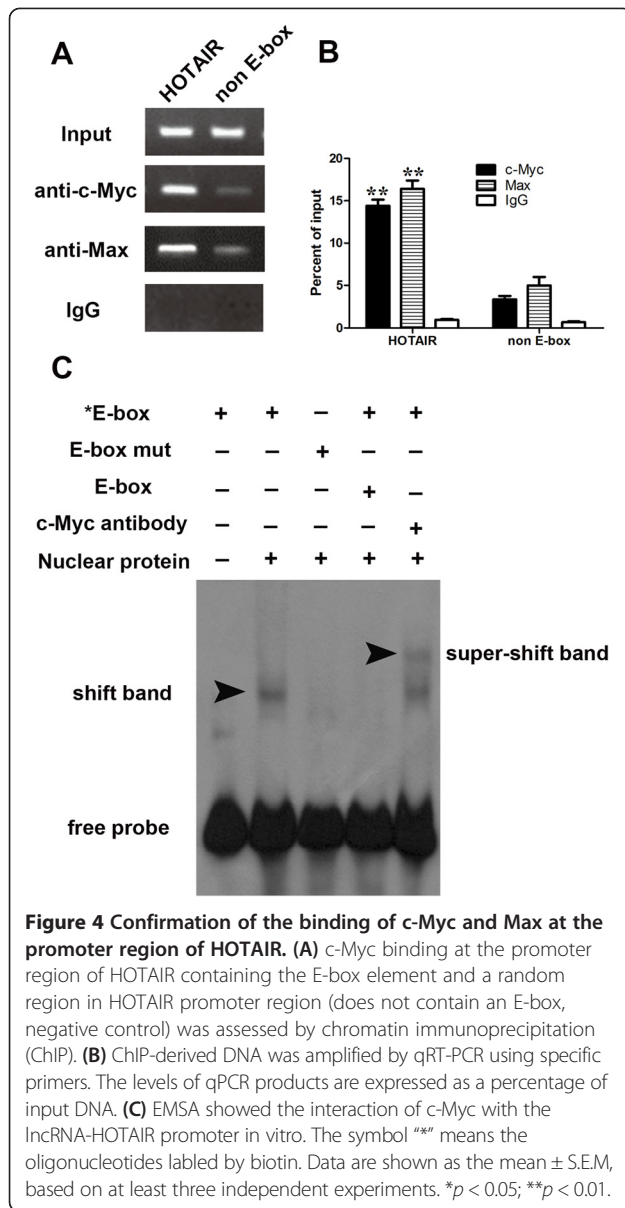 A
HOTAIR non E-box
Input
anti-c-Myc
anti-Max
IgG
B
c-Myc
Max
IgG
Percent of input
20
15
10
5
0
** **
HOTAIR non E-box
C
*E-box + + – + +
E-box mut – – + – –
E-box – – – + –
c-Myc antibody – – – – +
Nuclear protein – + + + +
super-shift band
shift band
free probe
Figure 4 Confirmation of the binding of c-Myc and Max at the
promoter region of HOTAIR. (A) c-Myc binding at the promoter
region of HOTAIR containing the E-box element and a random
region in HOTAIR promoter region (does not contain an E-box,
negative control) was assessed by chromatin immunoprecipitation
(ChIP). (B) ChIP-derived DNA was amplified by qRT-PCR using specific
primers. The levels of qPCR products are expressed as a percentage of
input DNA. (C) EMSA showed the interaction of c-Myc with the
lncRNA-HOTAIR promoter in vitro. The symbol “*” means the
oligonucleotides labled by biotin. Data are shown as the mean ± S.E.M,
based on at least three independent experiments. *p < 0.05; **p < 0.01.